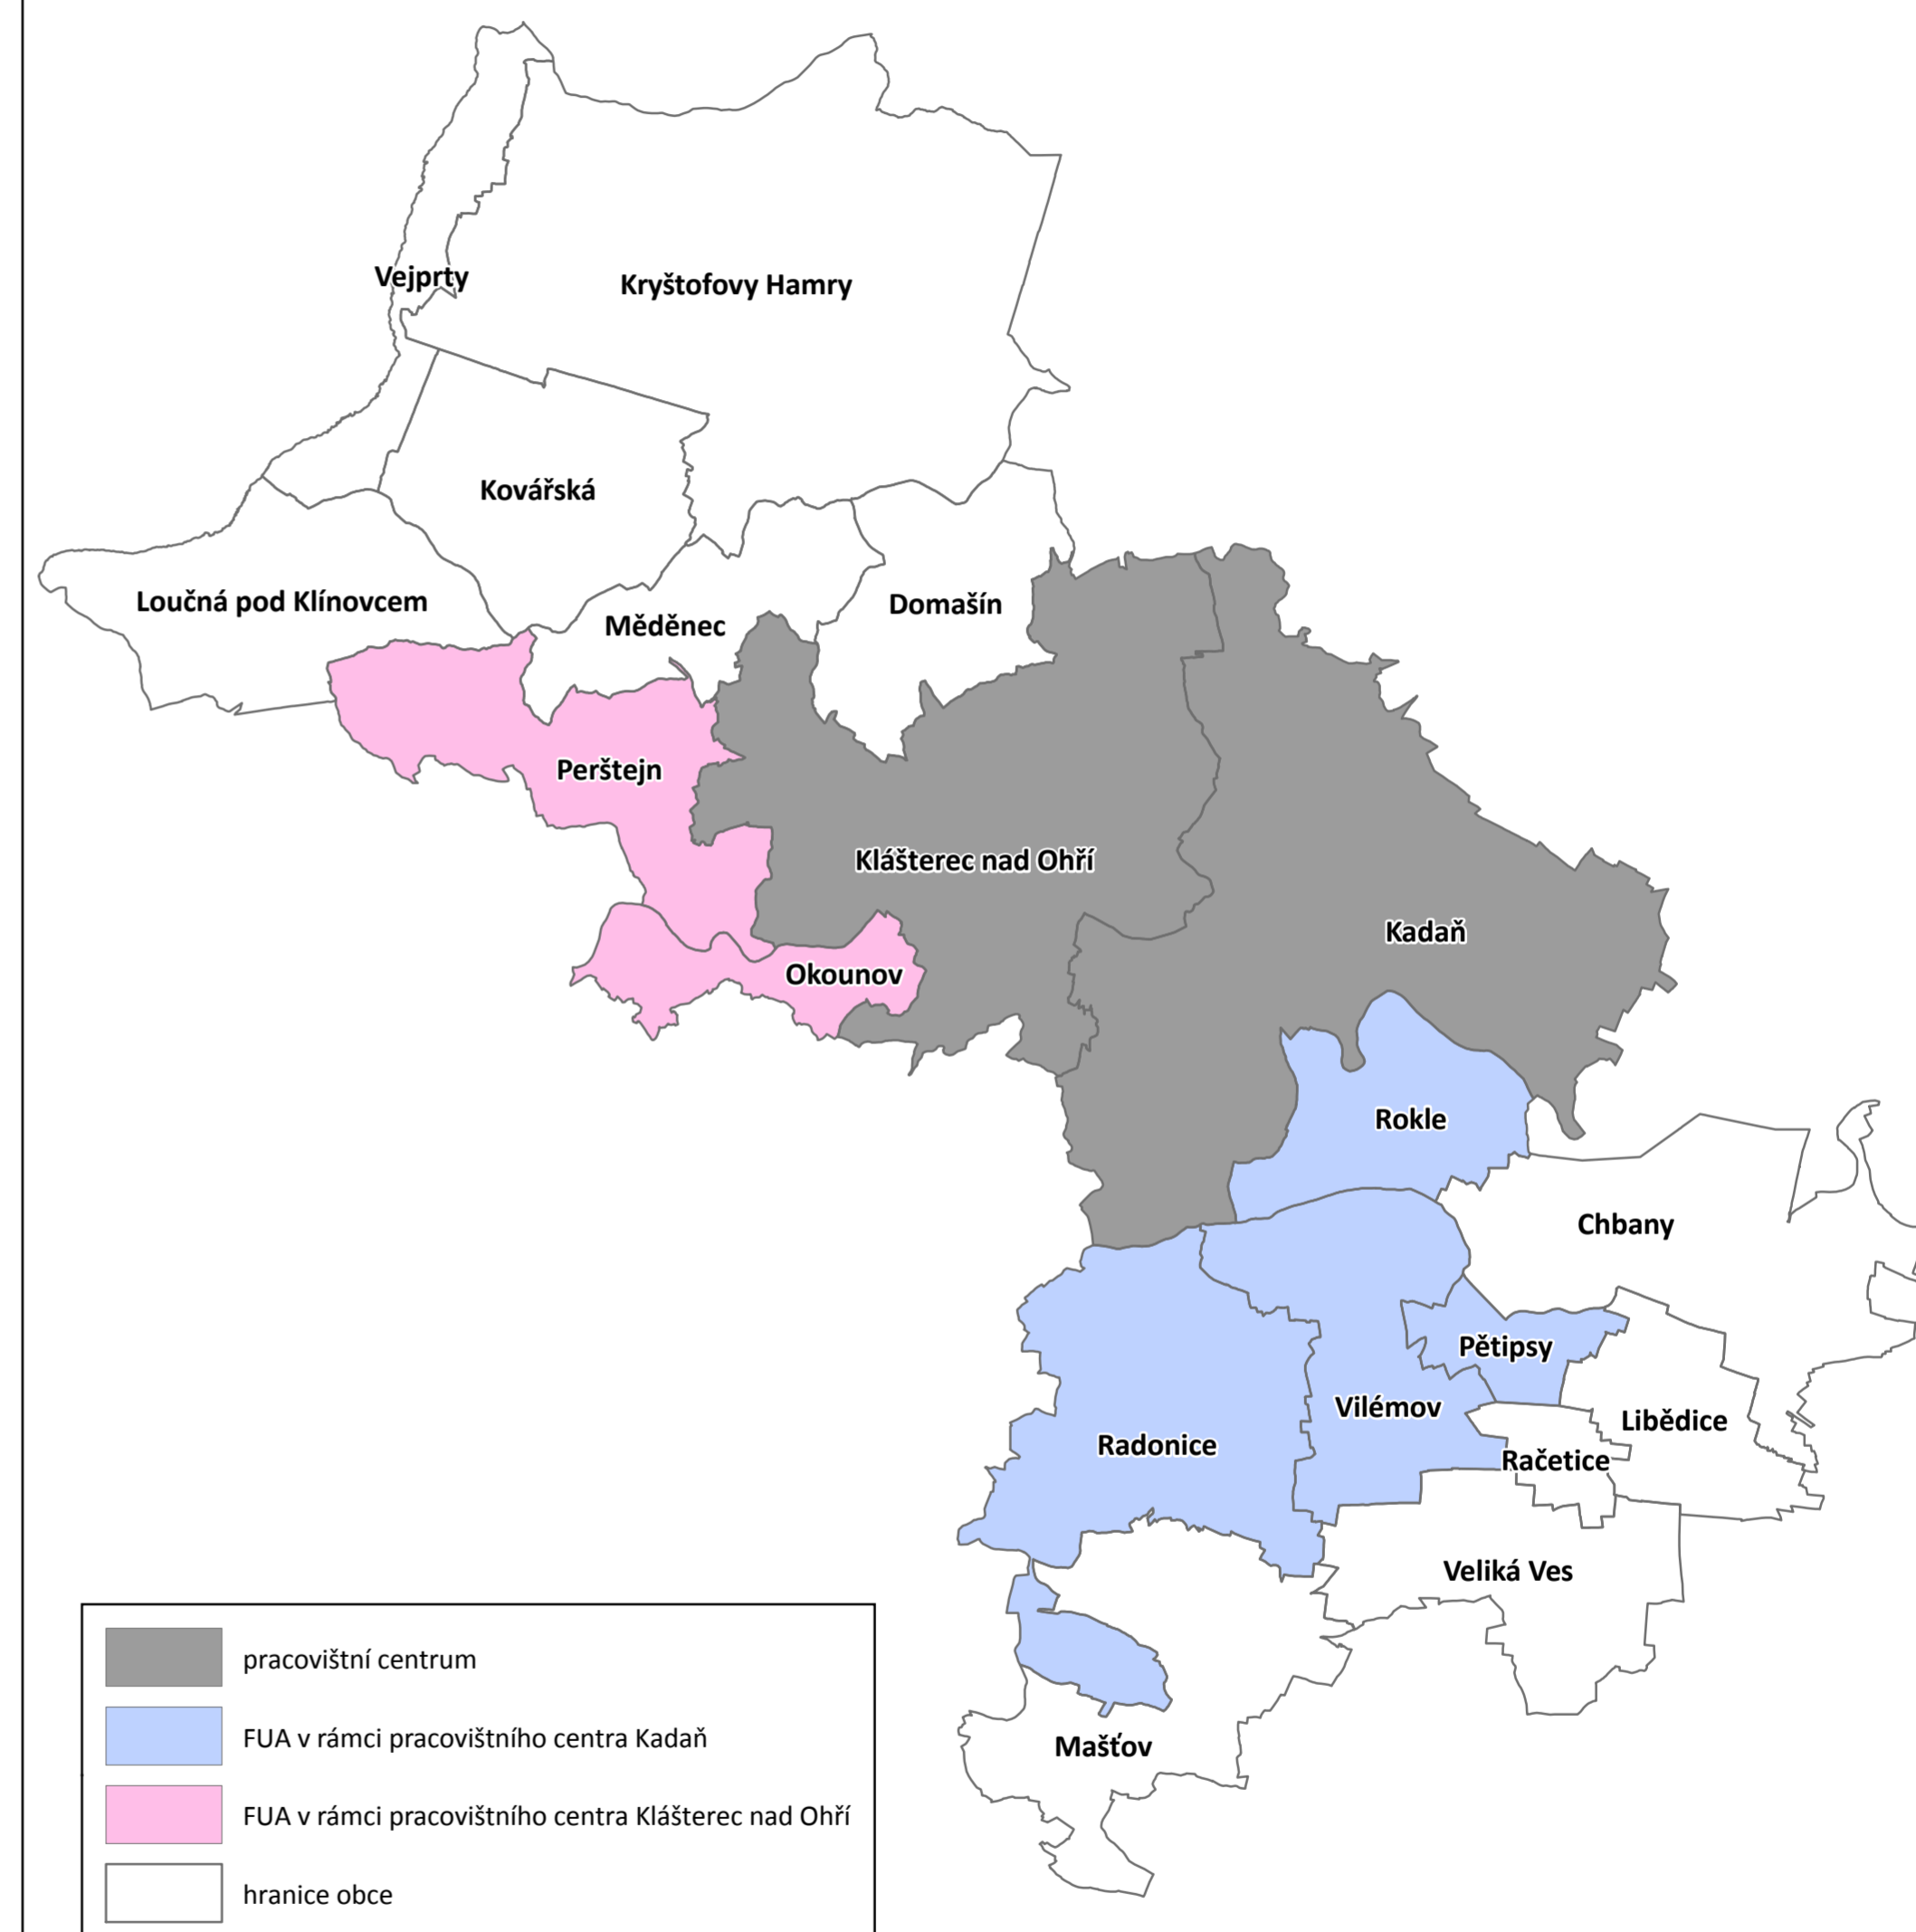 Vejprty
Kryštofovy Hamry
Kovářská
Loučná pod Klínovcem
Měděnec
Domašín
Perštejn
Klášterec nad Ohří
Kadaň
Okounov
Rokle
Chbany
Pětipsy
Vilémov
Libědice
Radonice
Račetice
Veliká Ves
Mašťov
pracovištní centrum
FUA v rámci pracovištního centra Kadaň
FUA v rámci pracovištního centra Klášterec nad Ohří
hranice obce